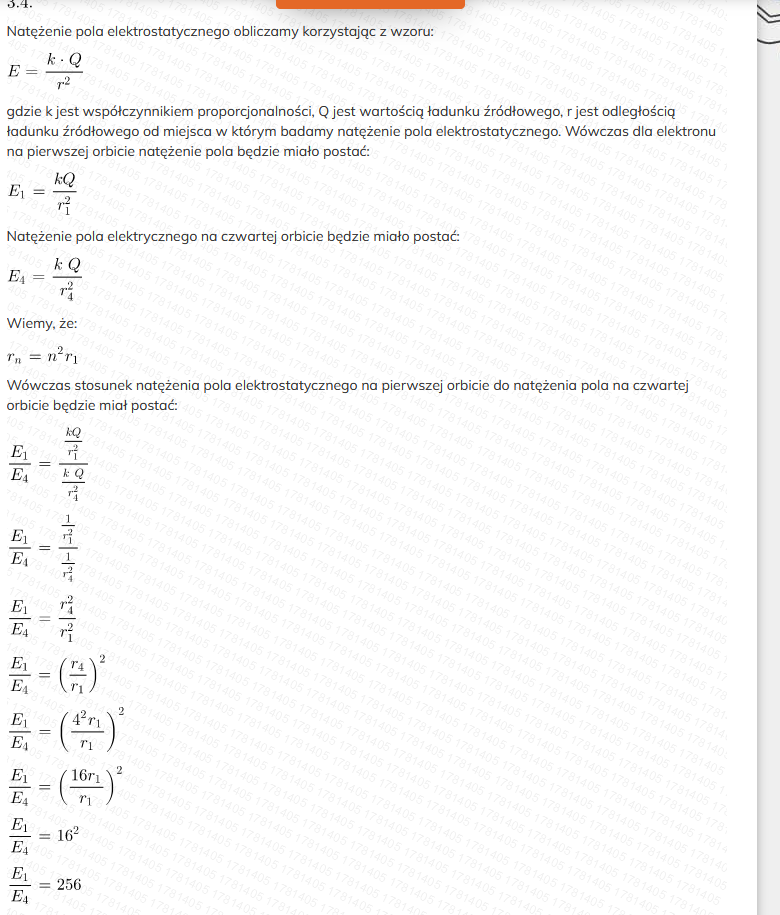 3.4.
Natężenie pola elektrostatycznego obliczamy korzystając z wzoru:
E = \frac{k \cdot Q}{r^2}
gdzie k jest współczynnikiem proporcjonalności, Q jest wartością ładunku źródłowego, r jest odległością
ładunku źródłowego od miejsca w którym badamy natężenie pola elektrostatycznego. Wówczas dla elektronu
na pierwszej orbicie natężenie pola będzie miało postać:
E_1 = \frac{kQ}{r_1^2}
Natężenie pola elektrycznego na czwartej orbicie będzie miało postać:
E_4 = \frac{k Q}{r_4^2}
Wiemy, że:
r_n = n^2 r_1
Wówczas stosunek natężenia pola elektrostatycznego na pierwszej orbicie do natężenia pola na czwartej
orbicie będzie miał postać:
\frac{E_1}{E_4} = \frac{\frac{kQ}{r_1^2}}{\frac{k Q}{r_4^2}}
\frac{E_1}{E_4} = \frac{\frac{1}{r_1^2}}{\frac{1}{r_4^2}}
\frac{E_1}{E_4} = \frac{r_4^2}{r_1^2}
\frac{E_1}{E_4} = \left(\frac{r_4}{r_1}\right)^2
\frac{E_1}{E_4} = \left(\frac{4^2 r_1}{r_1}\right)^2
\frac{E_1}{E_4} = \left(\frac{16 r_1}{r_1}\right)^2
\frac{E_1}{E_4} = 16^2
\frac{E_1}{E_4} = 256